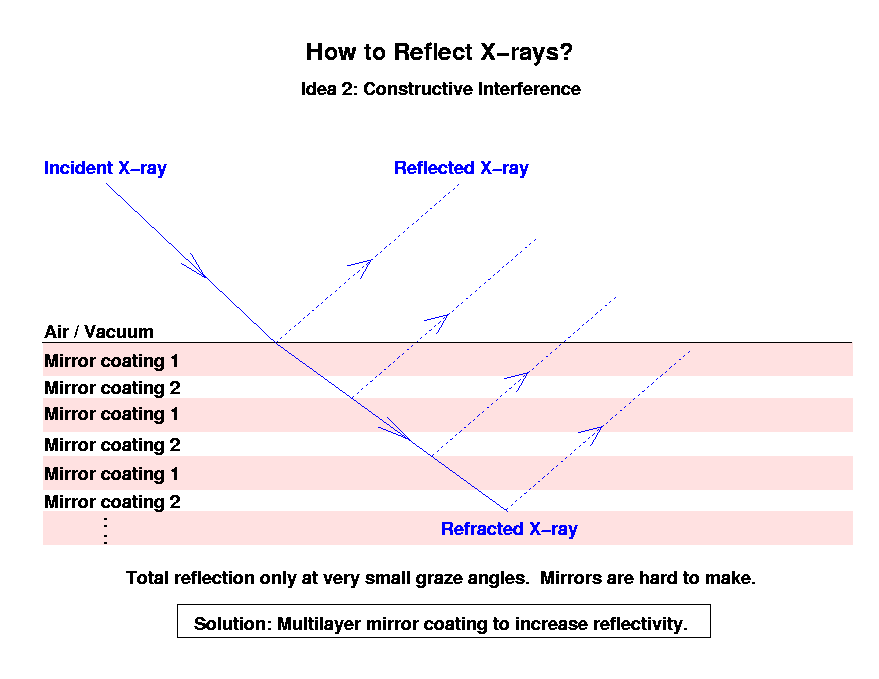 How to Reflect X−rays?
Idea 2: Constructive Interference
Incident X−ray
Reflected X−ray
Air / Vacuum
Mirror coating 1
Mirror coating 2
Mirror coating 1
Mirror coating 2
Mirror coating 1
Mirror coating 2
Refracted X−ray
Total reflection only at very small graze angles.  Mirrors are hard to make.
Solution: Multilayer mirror coating to increase reflectivity.